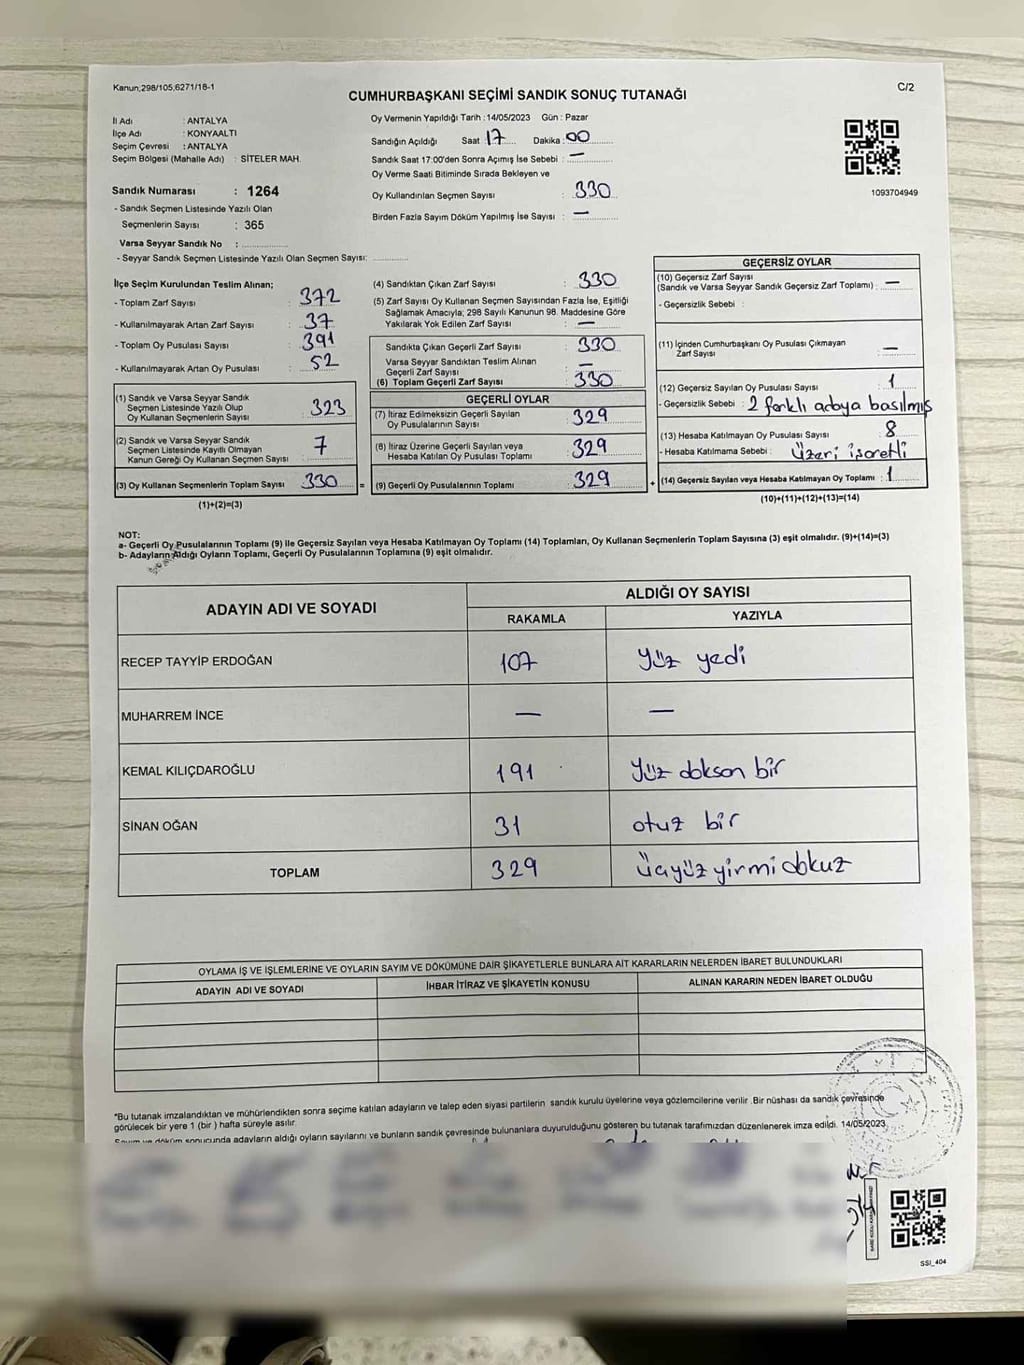 Kanun;298/105,6271/18-1
C/2
CUMHURBAŞKANI SEÇİMİ SANDIK SONUÇ TUTANAĞI
İl Adı : ANTALYA
İlçe Adı : KONYAALTI
Seçim Çevresi : ANTALYA
Seçim Bölgesi (Mahalle Adı) : SİTELER MAH.
Sandık Numarası : 1264
- Sandık Seçmen Listesinde Yazılı Olan
Seçmenlerin Sayısı : 365
Varsa Seyyar Sandık No :
- Seyyar Sandık Seçmen Listesinde Yazılı Olan Seçmen Sayısı:
Oy Vermenin Yapıldığı Tarih : 14/05/2023 Gün : Pazar
Sandığın Açıldığı Saat : 17 Dakika : 00
Sandık Saat 17:00'den Sonra Açımış İse Sebebi : —
Oy Verme Saati Bitiminde Sırada Bekleyen ve
Oy Kullandırılan Seçmen Sayısı : 330
Birden Fazla Sayım Döküm Yapılmış İse Sayısı : —
1093704949
İlçe Seçim Kurulundan Teslim Alınan;
- Toplam Zarf Sayısı : 372
- Kullanılmayarak Artan Zarf Sayısı : 37
- Toplam Oy Pusulası Sayısı : 391
- Kullanılmayarak Artan Oy Pusulası : 52
(1) Sandık ve Varsa Seyyar Sandık
Seçmen Listesinde Yazılı Olup
Oy Kullanan Seçmenlerin Sayısı : 323
(2) Sandık ve Varsa Seyyar Sandık
Seçmen Listesinde Kayıtlı Olmayan
Kanun Gereği Oy Kullanan Seçmen Sayısı : 7
(3) Oy Kullanan Seçmenlerin Toplam Sayısı : 330 =
(1)+(2)=(3)
(4) Sandıktan Çıkan Zarf Sayısı : 330
(5) Zarf Sayısı Oy Kullanan Seçmen Sayısından Fazla İse, Eşitliği
Sağlamak Amacıyla; 298 Sayılı Kanunun 98. Maddesine Göre
Yakılarak Yok Edilen Zarf Sayısı : —
Sandıkta Çıkan Geçerli Zarf Sayısı : 330
Varsa Seyyar Sandıktan Teslim Alınan
Geçerli Zarf Sayısı : —
(6) Toplam Geçerli Zarf Sayısı : 330
GEÇERLİ OYLAR
(7) İtiraz Edilmeksizin Geçerli Sayılan
Oy Pusulalarının Sayısı : 329
(8) İtiraz Üzerine Geçerli Sayılan veya
Hesaba Katılan Oy Pusulası Toplamı : 329
(9) Geçerli Oy Pusulalarının Toplamı : 329 +
GEÇERSİZ OYLAR
(10) Geçersiz Zarf Sayısı
(Sandık ve Varsa Seyyar Sandık Geçersiz Zarf Toplamı) : —
- Geçersizlik Sebebi :
(11) İçinden Cumhurbaşkanı Oy Pusulası Çıkmayan
Zarf Sayısı : —
(12) Geçersiz Sayılan Oy Pusulası Sayısı : 1
- Geçersizlik Sebebi : 2 farklı adaya basılmış
(13) Hesaba Katılmayan Oy Pusulası Sayısı : 8
- Hesaba Katılmama Sebebi : Üzeri işaretli
(14) Geçersiz Sayılan veya Hesaba Katılmayan Oy Toplamı : 1
(10)+(11)+(12)+(13)=(14)
NOT:
a- Geçerli Oy Pusulalarının Toplamı (9) ile Geçersiz Sayılan veya Hesaba Katılmayan Oy Toplamı (14) Toplamları, Oy Kullanan Seçmenlerin Toplam Sayısına (3) eşit olmalıdır. (9)+(14)=(3)
b- Adayların Aldığı Oyların Toplamı, Geçerli Oy Pusulalarının Toplamına (9) eşit olmalıdır.
ADAYIN ADI VE SOYADI ALDIĞI OY SAYISI
RAKAMLA YAZIYLA
RECEP TAYYİP ERDOĞAN 107 Yüz yedi
MUHARREM İNCE — —
KEMAL KILIÇDAROĞLU 191 Yüz doksan bir
SİNAN OĞAN 31 otuz bir
TOPLAM 329 üçyüz yirmi dokuz
OYLAMA İŞ VE İŞLEMLERİNE VE OYLARIN SAYIM VE DÖKÜMÜNE DAİR ŞİKAYETLERLE BUNLARA AİT KARARLARIN NELERDEN İBARET BULUNDUKLARI
ADAYIN ADI VE SOYADI İHBAR İTİRAZ VE ŞİKAYETİN KONUSU ALINAN KARARIN NEDEN İBARET OLDUĞU
*Bu tutanak imzalandıktan ve mühürlendikten sonra seçime katılan adayların ve talep eden siyasi partilerin sandık kurulu üyelerine veya gözlemcilerine verilir .Bir nüshası da sandık çevresinde
görülecek bir yere 1 (bir ) hafta süreyle asılır.
Sayım ve döküm sonucunda adayların aldığı oyların sayılarını ve bunların sandık çevresinde bulunanlara duyurulduğunu gösteren bu tutanak tarafımızdan düzenlenerek imza edildi. 14/05/2023
SSI_404